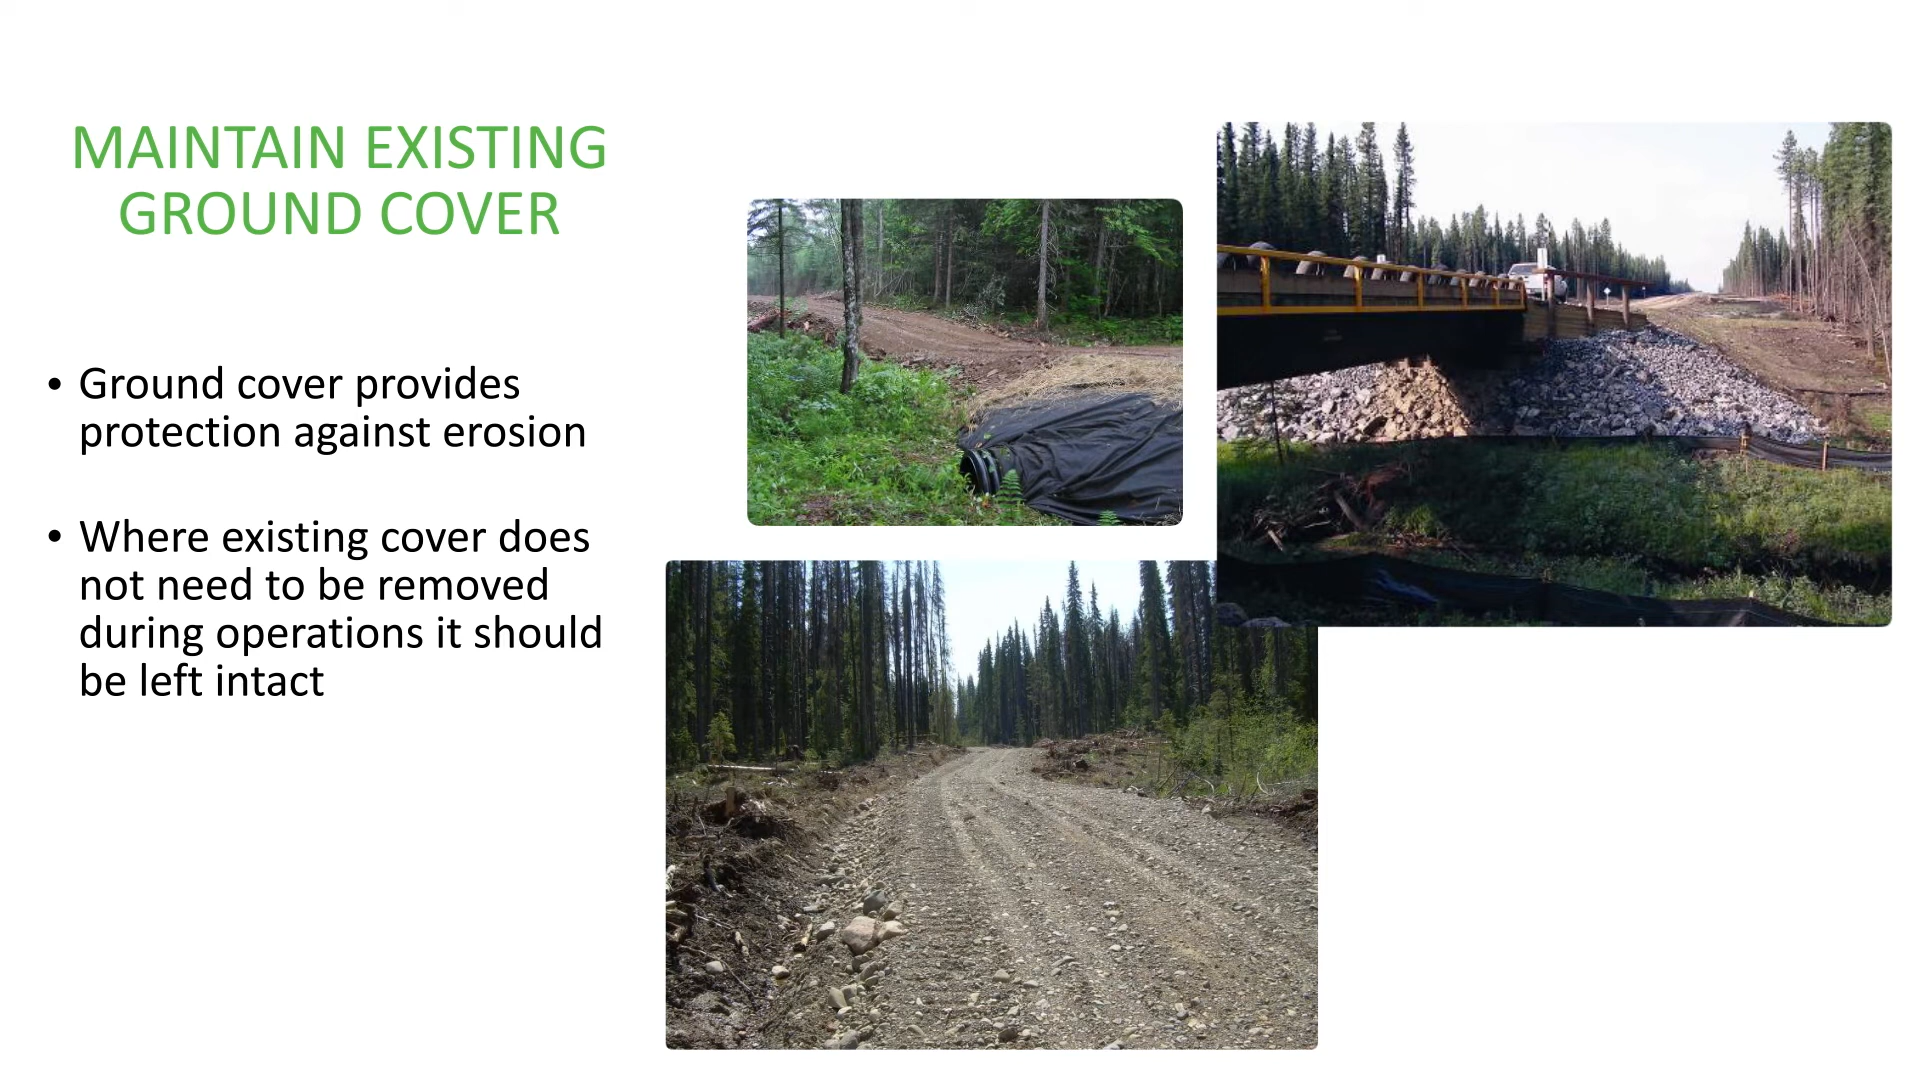 MAINTAIN EXISTING
GROUND COVER
• Ground cover provides
protection against erosion
• Where existing cover does
not need to be removed
during operations it should
be left intact